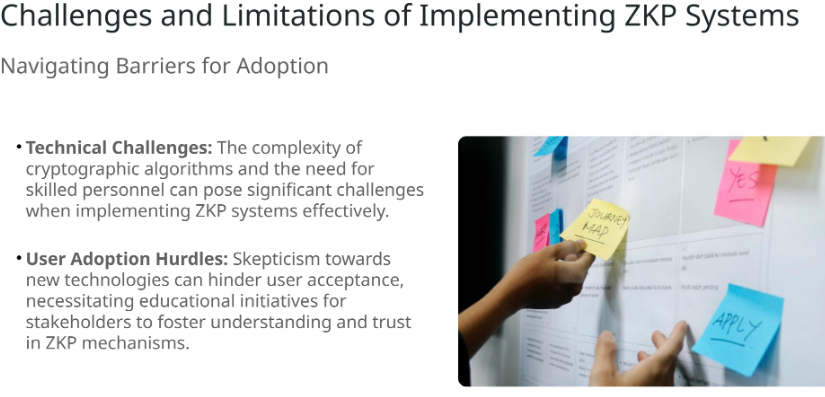 Challenges and Limitations of Implementing ZKP Systems
Navigating Barriers for Adoption
• Technical Challenges: The complexity of
cryptographic algorithms and the need for
skilled personnel can pose significant challenges
when implementing ZKP systems effectively.
• User Adoption Hurdles: Skepticism towards
new technologies can hinder user acceptance,
necessitating educational initiatives for
stakeholders to foster understanding and trust
in ZKP mechanisms.
YES
JOURNEY
MAP
APPLY